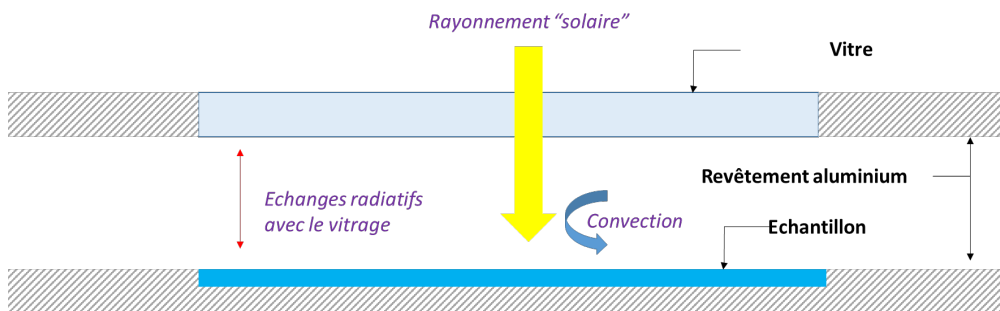 Rayonnement “solaire”
Vitre
Revêtement aluminium
Echanges radiatifs
avec le vitrage
Convection
Echantillon